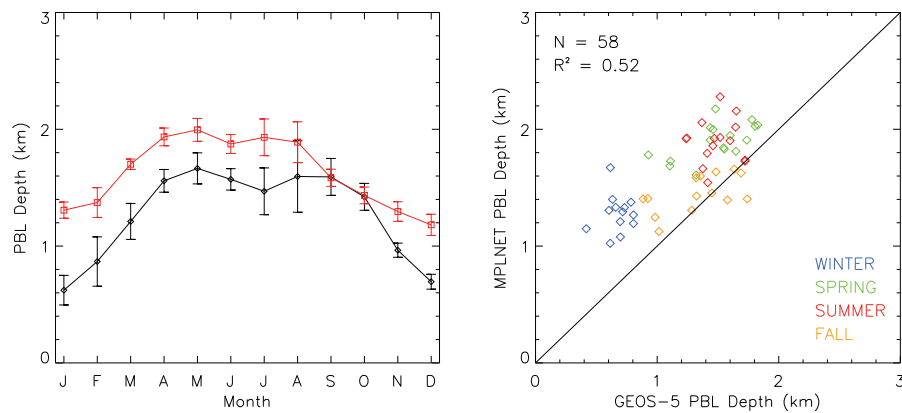 3
2
1
0
PBL Depth (km)
J F M A M J J A S O N D
Month
3
2
1
0
MPLNET PBL Depth (km)
N = 58
R² = 0.52
WINTER
SPRING
SUMMER
FALL
0 1 2 3
GEOS-5 PBL Depth (km)